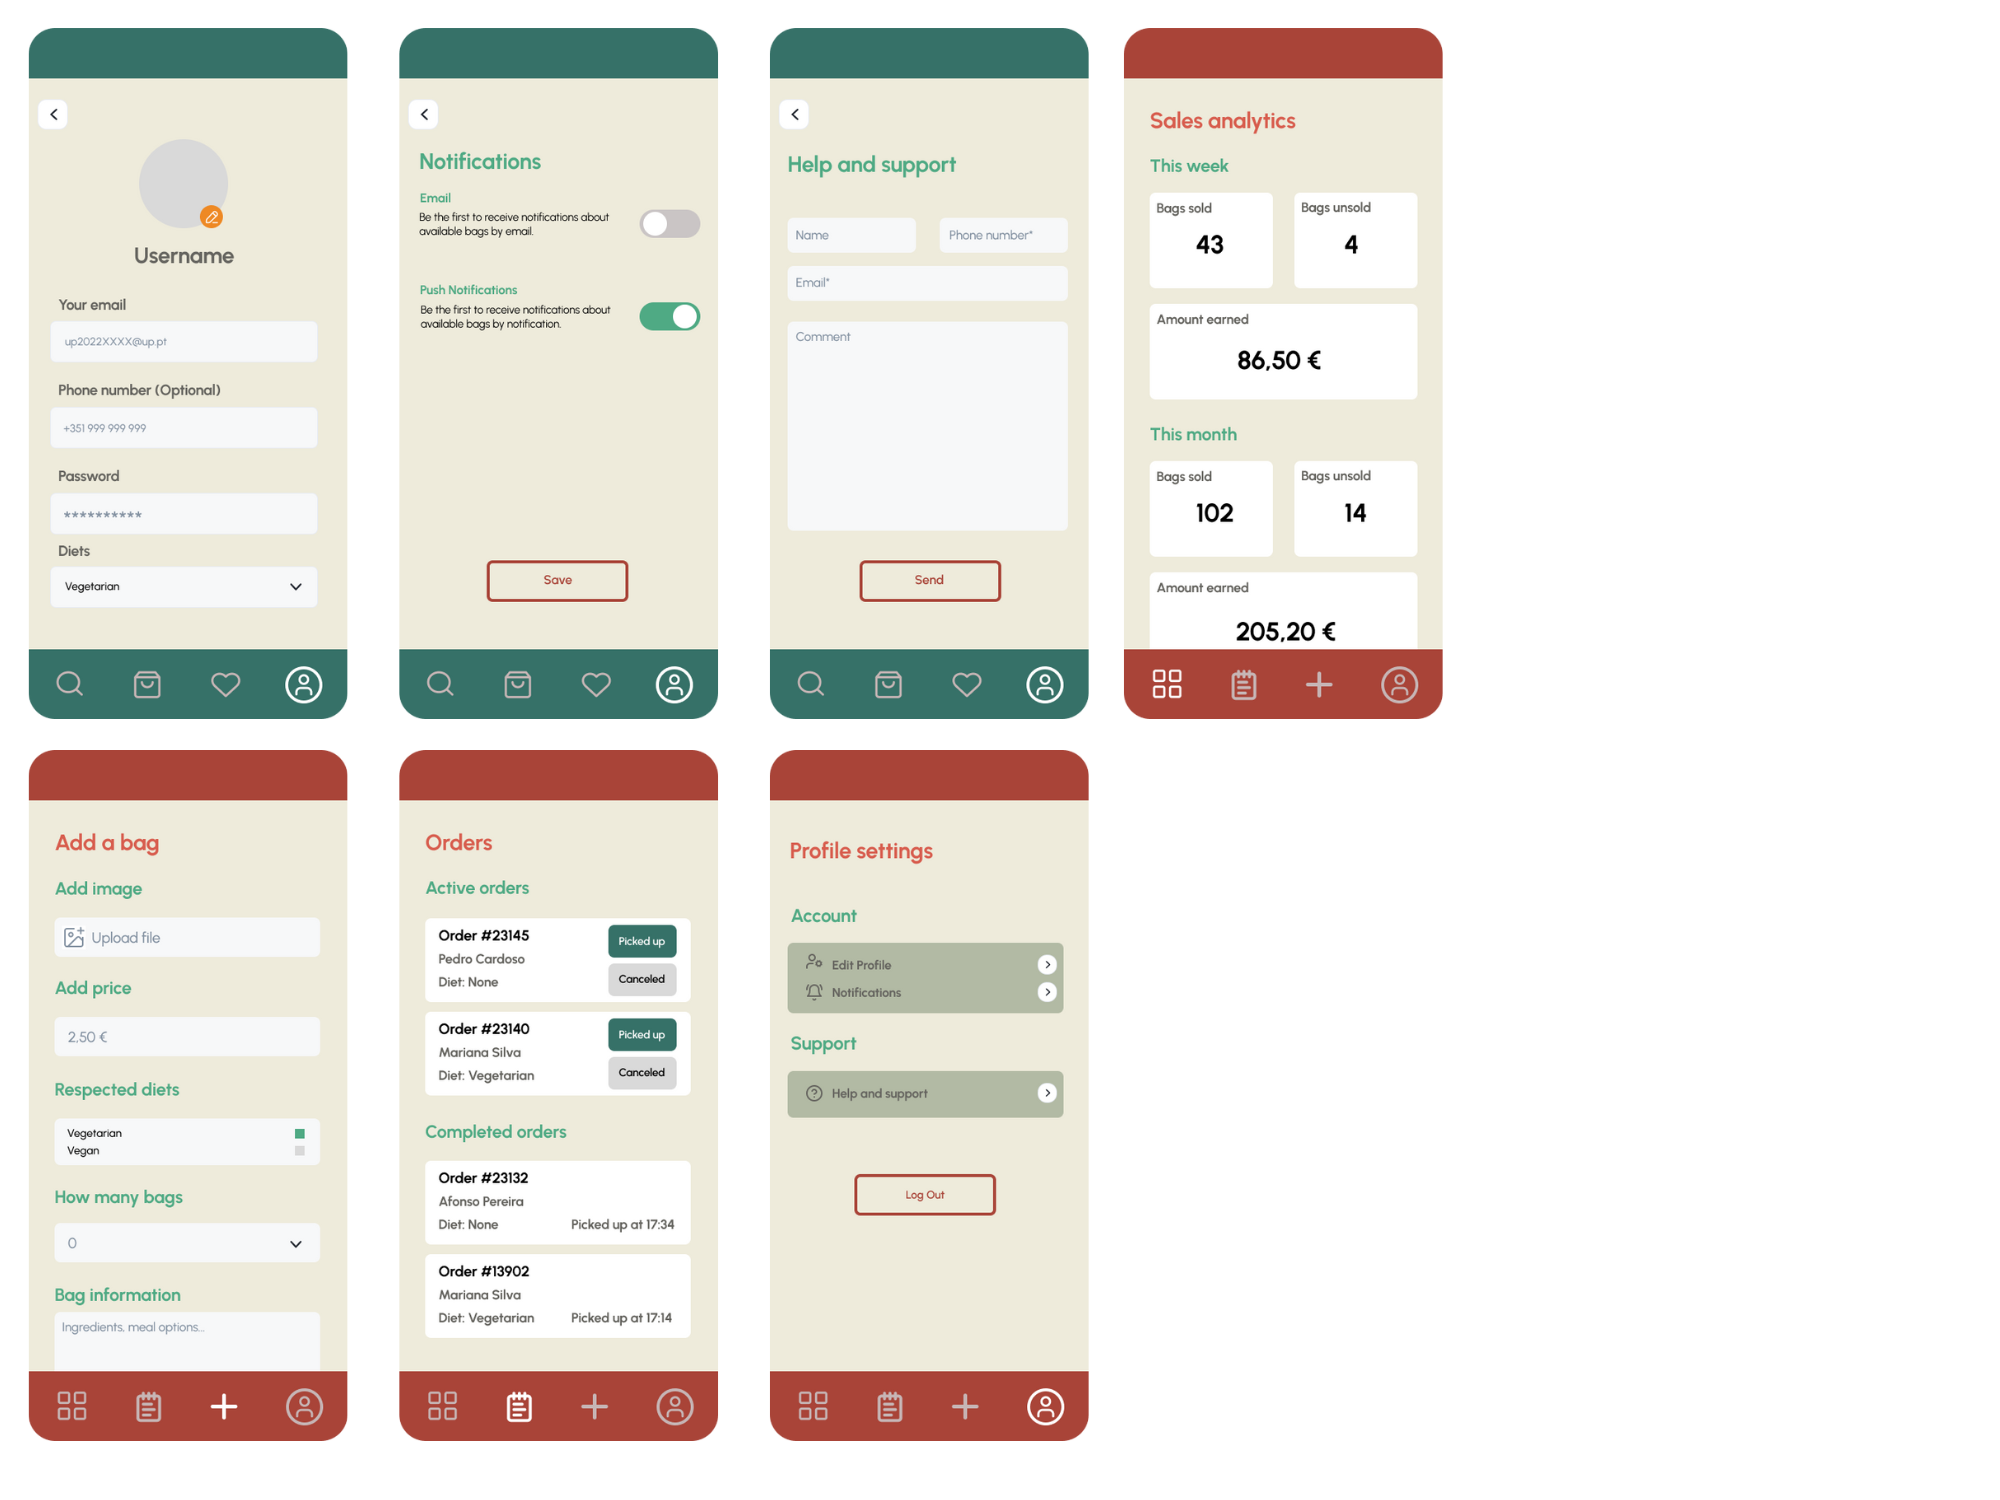 Username
Your email
up2022XXXX@up.pt
Phone number (Optional)
+351 999 999 999
Password
**********
Diets
Vegetarian
Notifications
Email
Be the first to receive notifications about
available bags by email.
Push Notifications
Be the first to receive notifications about
available bags by notification.
Save
Help and support
Name
Phone number*
Email*
Comment
Send
Sales analytics
This week
Bags sold
43
Bags unsold
4
Amount earned
86,50 €
This month
Bags sold
102
Bags unsold
14
Amount earned
205,20 €
Add a bag
Add image
Upload file
Add price
2,50 €
Respected diets
Vegetarian
Vegan
How many bags
0
Bag information
Ingredients, meal options...
Orders
Active orders
Order #23145
Pedro Cardoso
Diet: None
Picked up
Canceled
Order #23140
Mariana Silva
Diet: Vegetarian
Picked up
Canceled
Completed orders
Order #23132
Afonso Pereira
Diet: None
Picked up at 17:34
Order #13902
Mariana Silva
Diet: Vegetarian
Picked up at 17:14
Profile settings
Account
Edit Profile
Notifications
Support
Help and support
Log Out